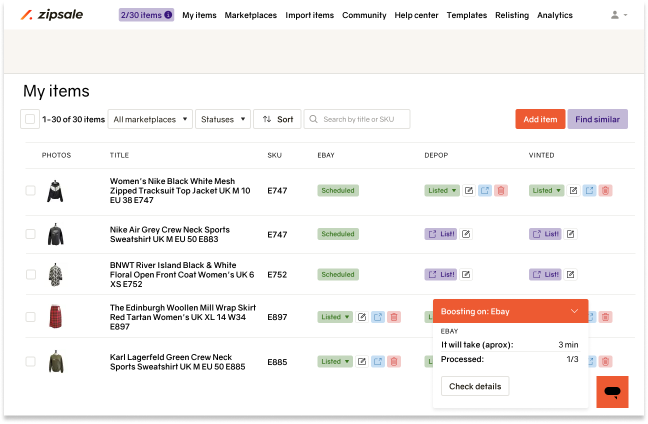 zipsale
2/30 items
My items Marketplaces Import items Community Help center Templates Relisting Analytics
My items
1-30 of 30 items
All marketplaces
Statuses
Sort
Search by title or SKU
Add item
Find similar
PHOTOS TITLE SKU EBAY DEPOP VINTED
Women's Nike Black White Mesh
Zipped Tracksuit Top Jacket UK M 10
EU 38 E747
E747
Scheduled
Listed
Listed
Nike Air Grey Crew Neck Sports
Sweatshirt UK M EU 50 E883
E747
Scheduled
List!
List!
BNWT River Island Black & White
Floral Open Front Coat Women's UK 6
XS E752
E752
Scheduled
List!
List!
The Edinburgh Woollen Mill Wrap Skirt
Red Tartan Women's UK XL 14 W34
E897
E897
Listed
Karl Lagerfeld Green Crew Neck
Sports Sweatshirt UK M EU 50 E885
E885
Listed
Boosting on: Ebay
EBAY
It will take (aprox): 3 min
Processed: 1/3
Check details